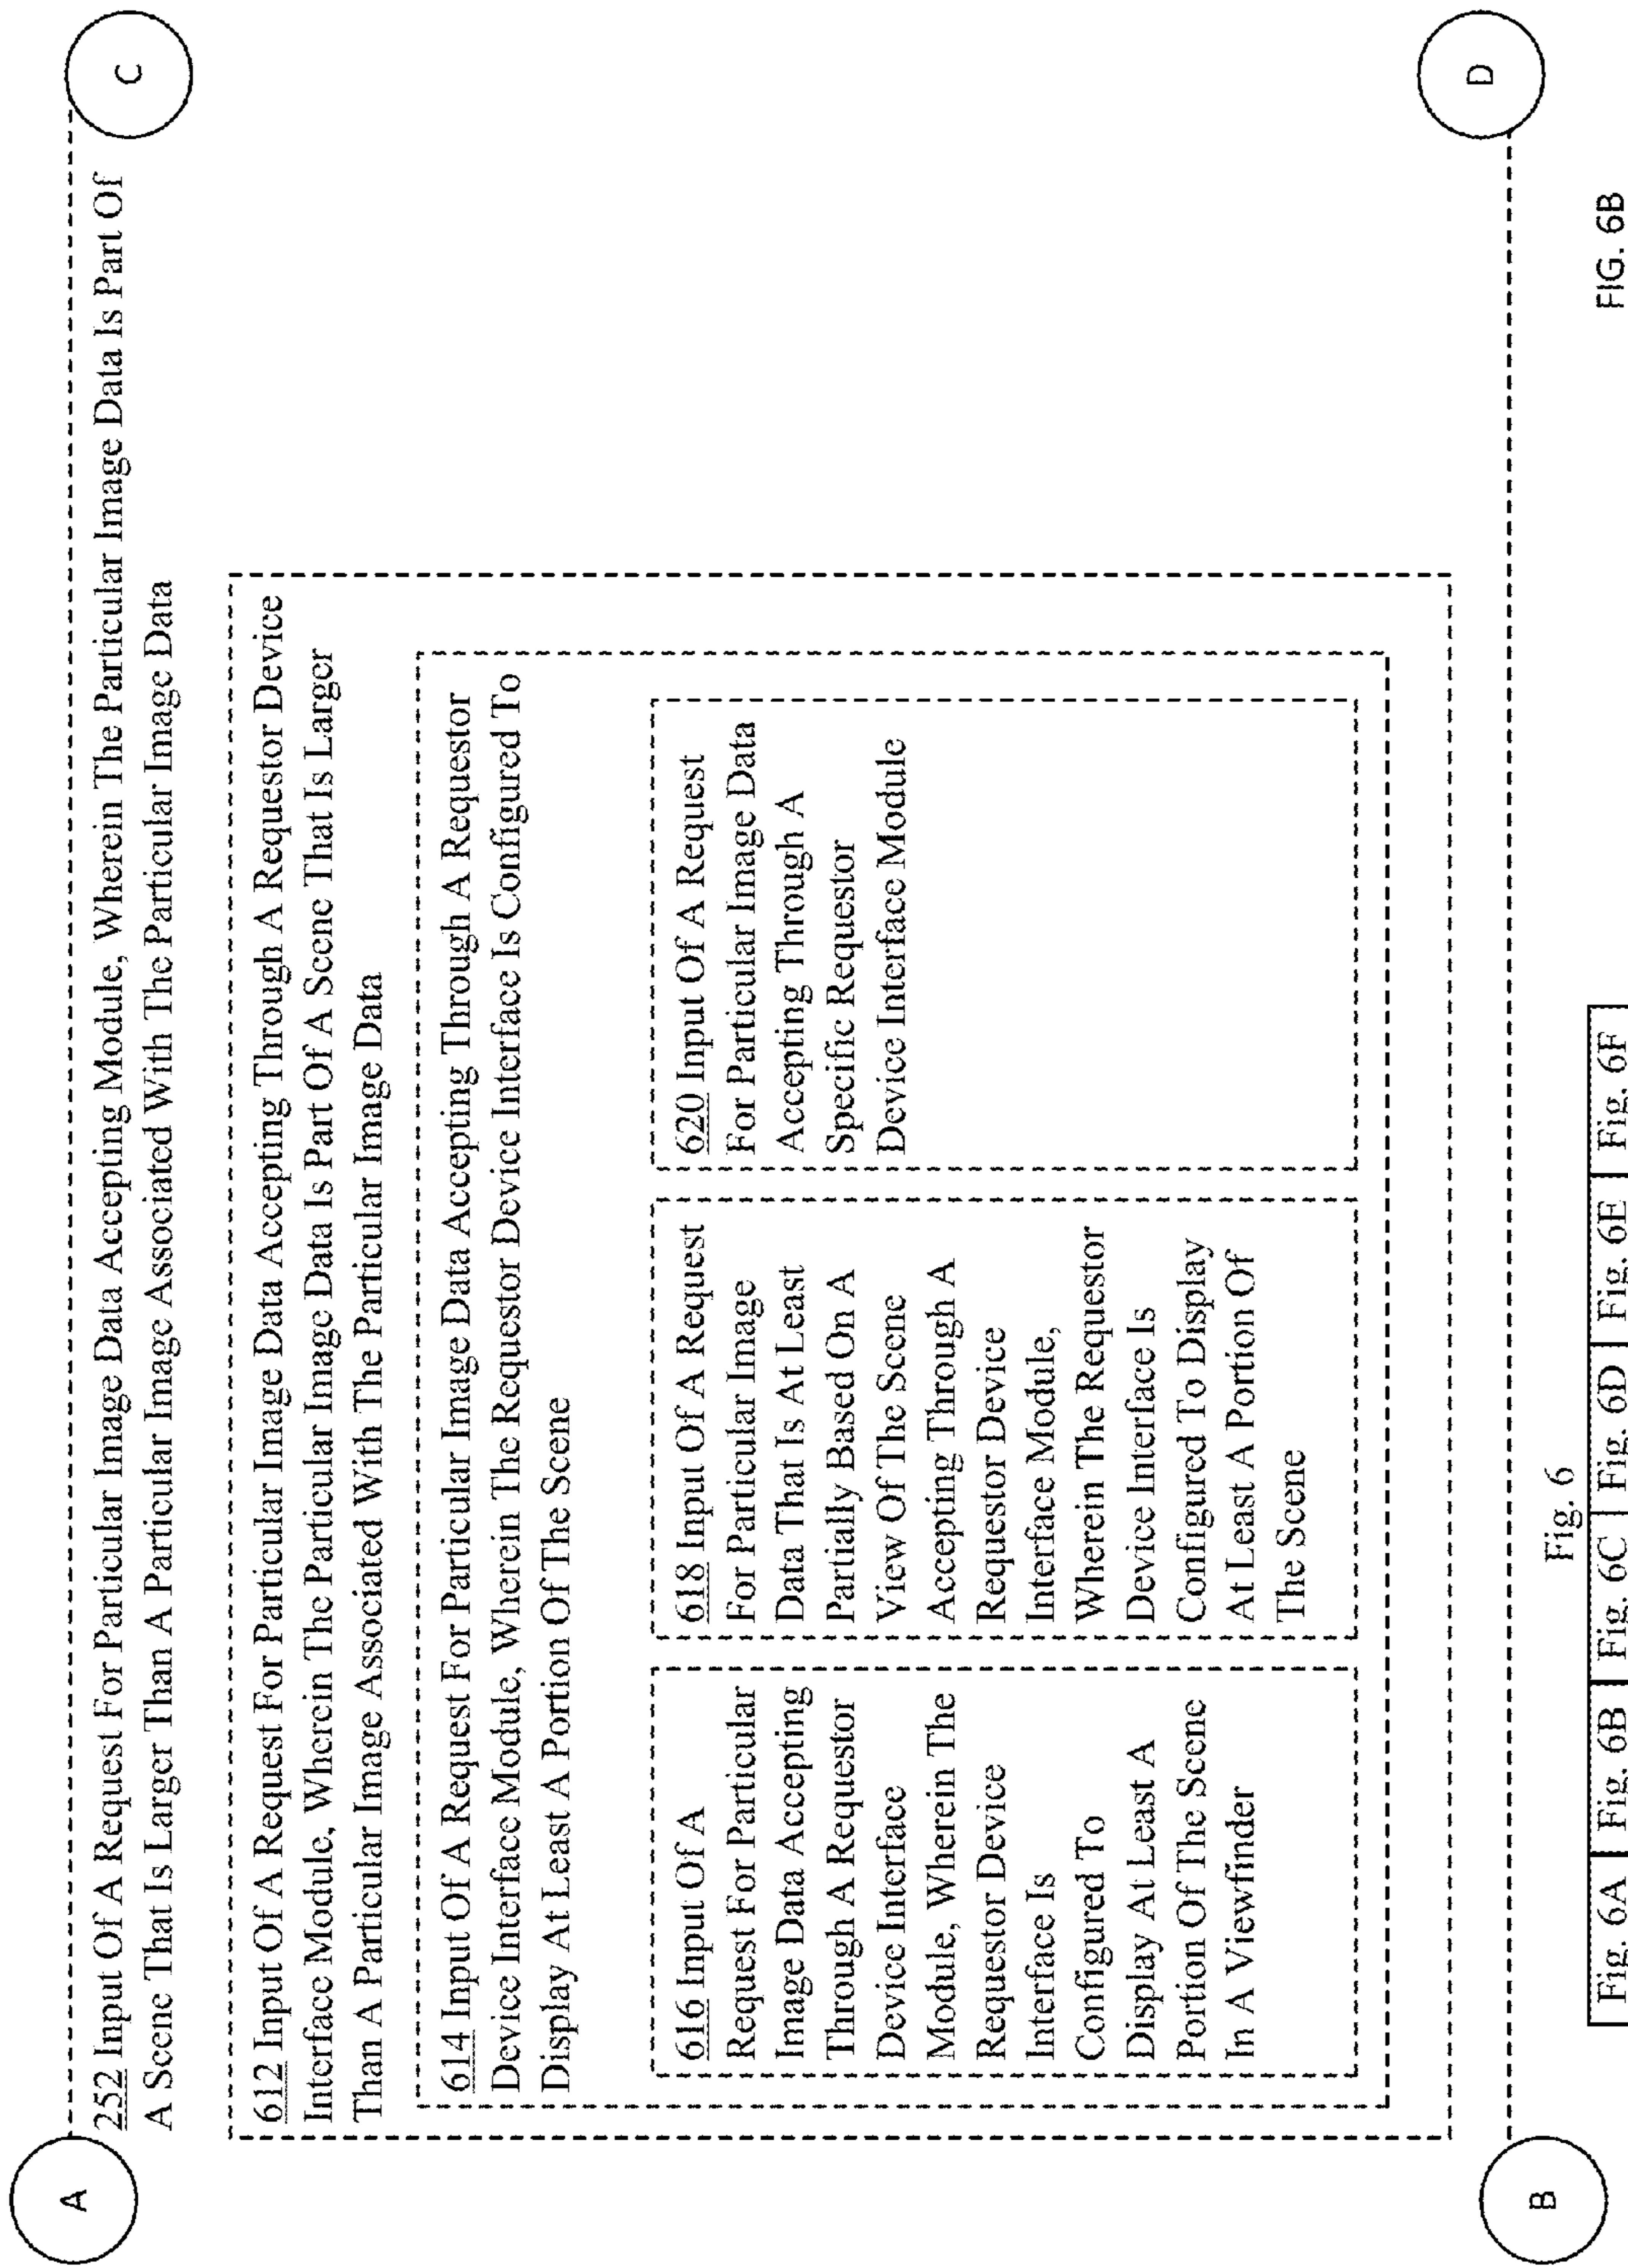 A
C
252 Input Of A Request For Particular Image Data Accepting Module, Wherein The Particular Image Data Is Part Of
A Scene That Is Larger Than A Particular Image Associated With The Particular Image Data
612 Input Of A Request For Particular Image Data Accepting Through A Requestor Device
Interface Module, Wherein The Particular Image Data Is Part Of A Scene That Is Larger
Than A Particular Image Associated With The Particular Image Data
614 Input Of A Request For Particular Image Data Accepting Through A Requestor
Device Interface Module, Wherein The Requestor Device Interface Is Configured To
Display At Least A Portion Of The Scene
616 Input Of A
Request For Particular
Image Data Accepting
Through A Requestor
Device Interface
Module, Wherein The
Requestor Device
Interface Is
Configured To
Display At Least A
Portion Of The Scene
In A Viewfinder
618 Input Of A Request
For Particular Image
Data That Is At Least
Partially Based On A
View Of The Scene
Accepting Through A
Requestor Device
Interface Module,
Wherein The Requestor
Device Interface Is
Configured To Display
At Least A Portion Of
The Scene
620 Input Of A Request
For Particular Image Data
Accepting Through A
Specific Requestor
Device Interface Module
B
D
Fig. 6
Fig. 6A Fig. 6B Fig. 6C Fig. 6D Fig. 6E Fig. 6F
FIG. 6B